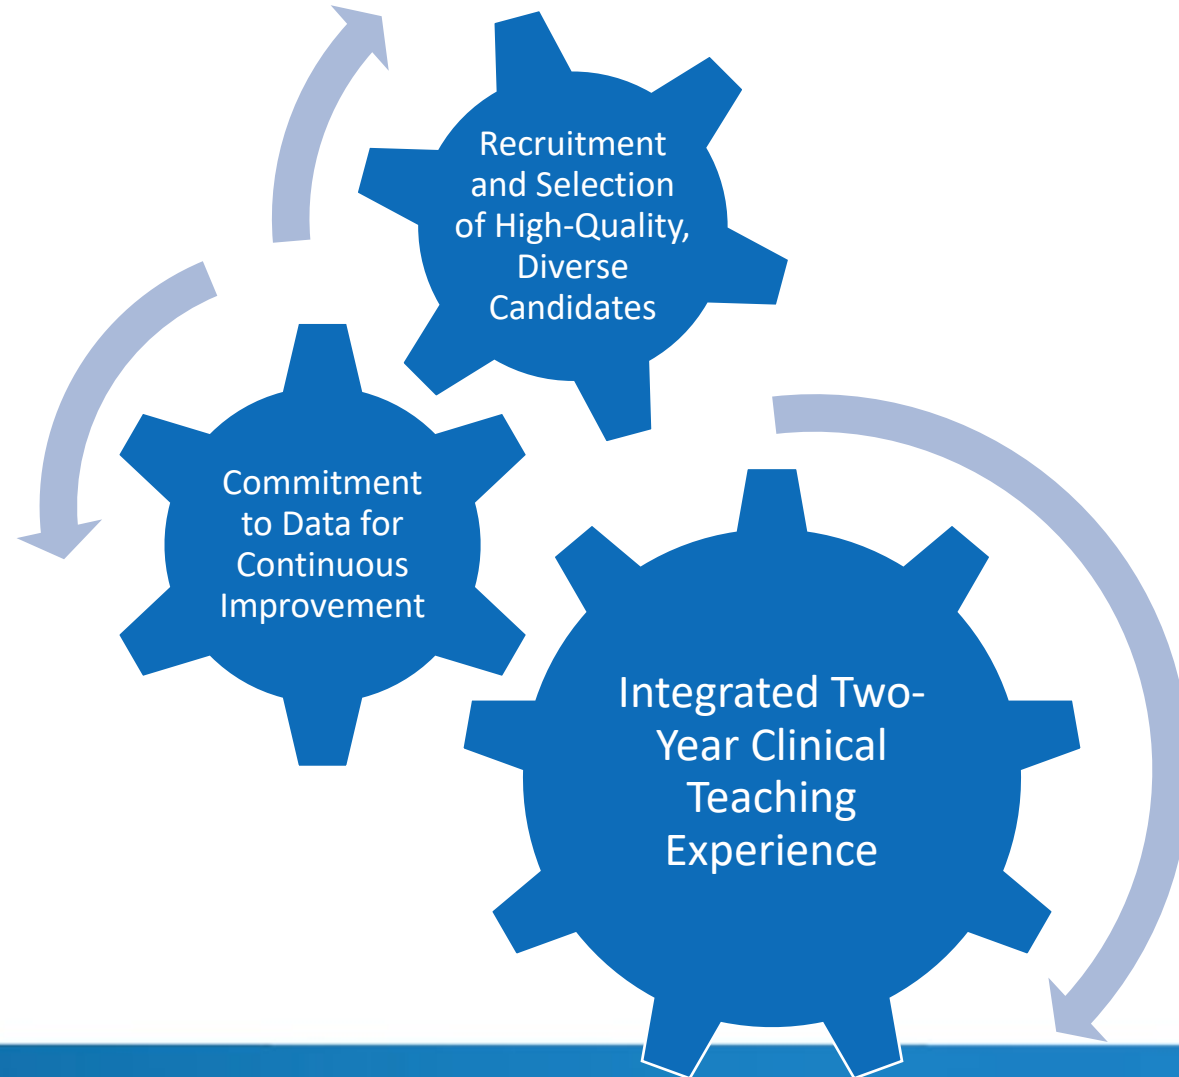 Recruitment
and Selection
of High-Quality,
Diverse
Candidates
Commitment
to Data for
Continuous
Improvement
Integrated Two-
Year Clinical
Teaching
Experience